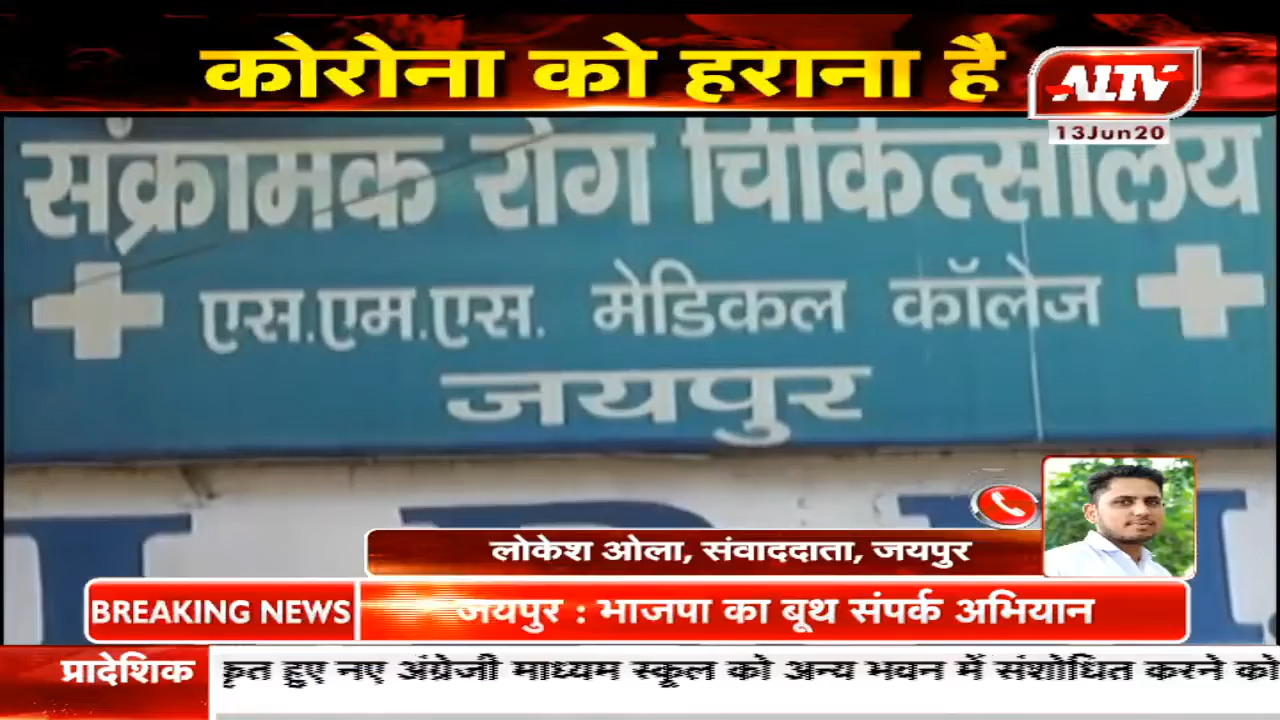 कोरोना को हराना है
ALTV
13Jun20
संक्रामक रोग चिकित्सालय
एस.एम.एस. मेडिकल कॉलेज
जयपुर
लोकेश ओला, संवाददाता, जयपुर
BREAKING NEWS
जयपुर : भाजपा का बूथ संपर्क अभियान
प्रादेशिक
कृत हुए नए अंग्रेजी माध्यम स्कूल को अन्य भवन में संशोधित करने को